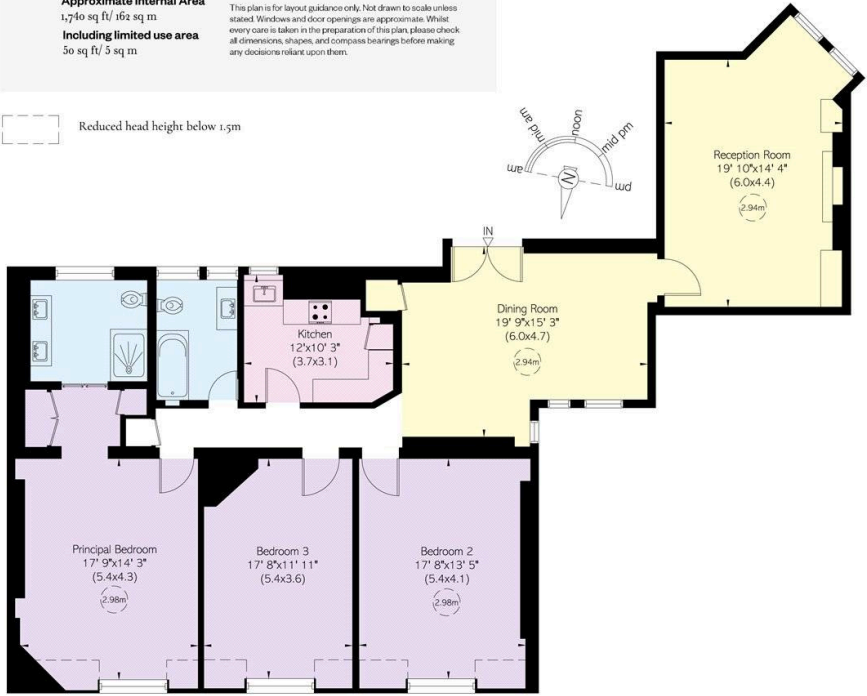 Approximate Internal Area
1,740 sq ft/ 162 sq m
Including limited use area
50 sq ft/ 5 sq m
This plan is for layout guidance only. Not drawn to scale unless
stated. Windows and door openings are approximate. Whilst
every care is taken in the preparation of this plan, please check
all dimensions, shapes, and compass bearings before making
any decisions reliant upon them.
Reduced head height below 1.5m
am
mid am
noon
mid pm
pm
N
IN
Reception Room
19' 10"x14' 4"
(6.0x4.4)
2.94m
Dining Room
19' 9"x15' 3"
(6.0x4.7)
2.94m
Kitchen
12'x10' 3"
(3.7x3.1)
Principal Bedroom
17' 9"x14' 3"
(5.4x4.3)
2.98m
Bedroom 3
17' 8"x11' 11"
(5.4x3.6)
Bedroom 2
17' 8"x13' 5"
(5.4x4.1)
2.98m